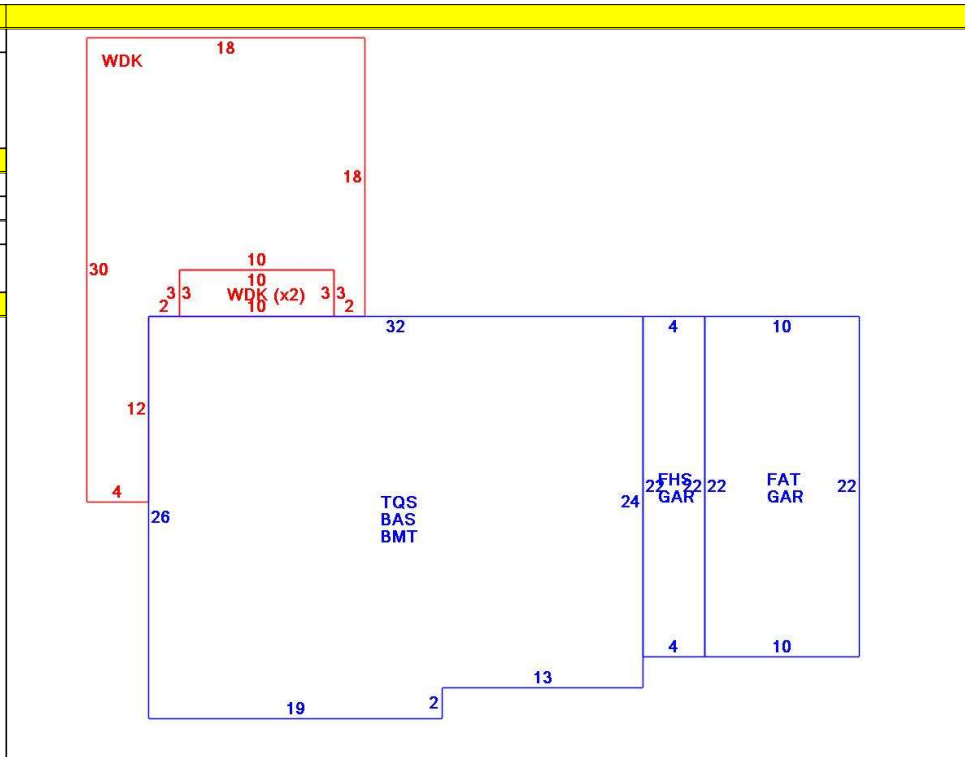 18
WDK
18
10
30
10
3 3 WDK (x2) 3 3
2 10 2
32 4 10
12
4
FHS FAT
22 22 22 22
GAR GAR
TQS
24
26 BAS
BMT
4 10
13
2
19